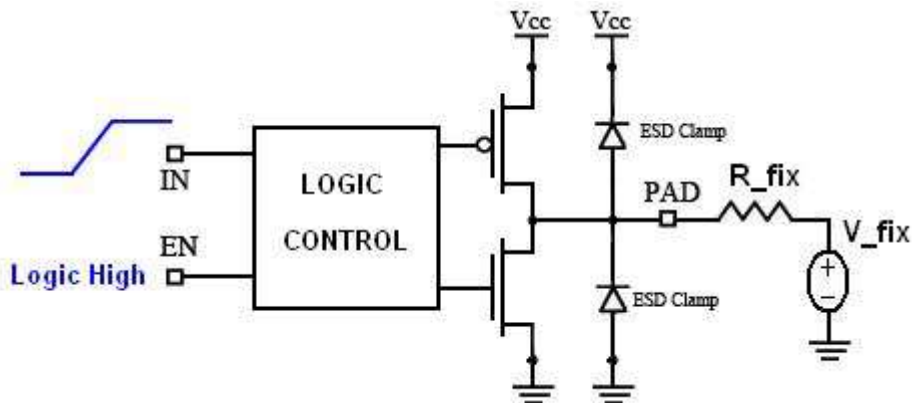 Vcc
Vcc
ESD Clamp
IN
LOGIC
CONTROL
PAD
R_fix
V_fix
+
−
EN
Logic High
ESD Clamp